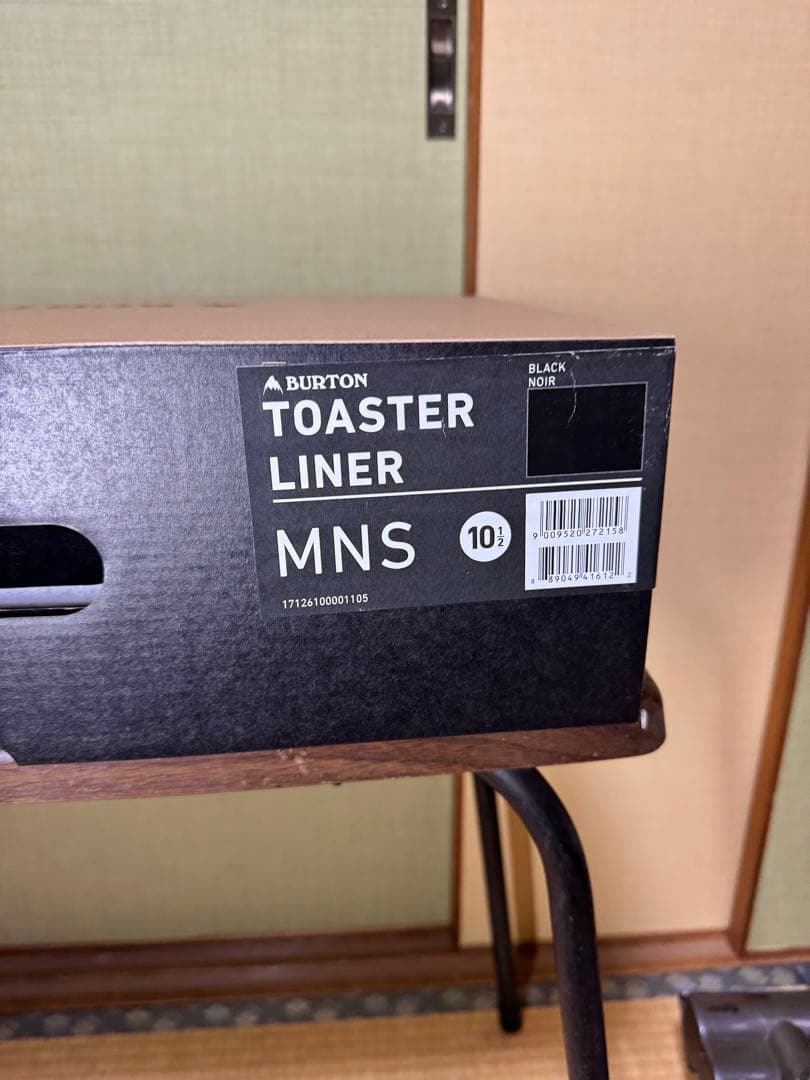 BURTON
TOASTER
LINER
BLACK
NOIR
MNS
10 1/2
9 009520 272158
8 89049 41612 2
17126100001105